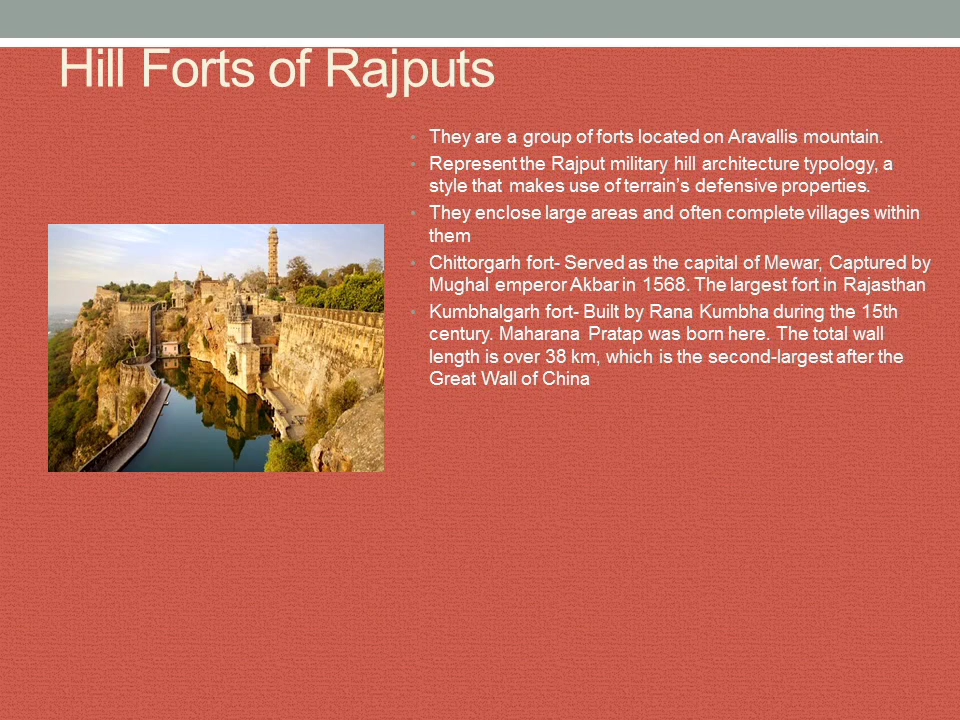 Hill Forts of Rajputs
• They are a group of forts located on Aravallis mountain.
• Represent the Rajput military hill architecture typology, a
style that makes use of terrain's defensive properties.
• They enclose large areas and often complete villages within
them
• Chittorgarh fort- Served as the capital of Mewar, Captured by
Mughal emperor Akbar in 1568. The largest fort in Rajasthan
• Kumbhalgarh fort- Built by Rana Kumbha during the 15th
century. Maharana Pratap was born here. The total wall
length is over 38 km, which is the second-largest after the
Great Wall of China